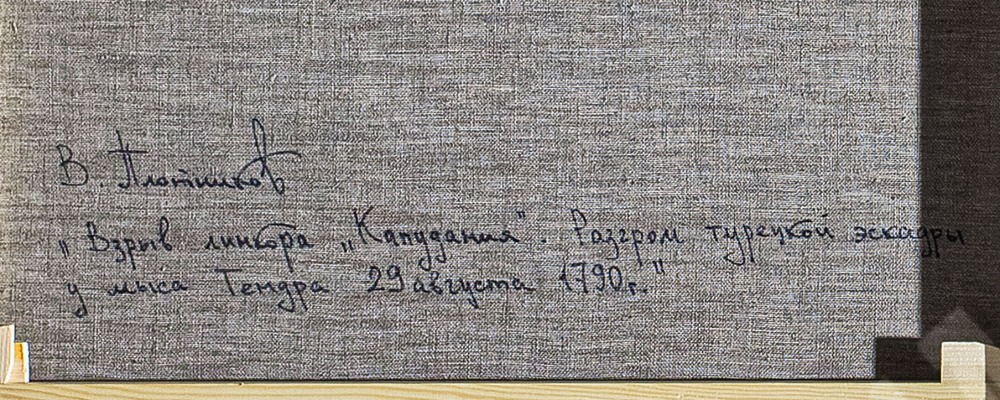 В. Плотников
„Взрыв линкора „Капудания". Разгром турецкой эскадры
у мыса Тендра 29 августа 1790г."